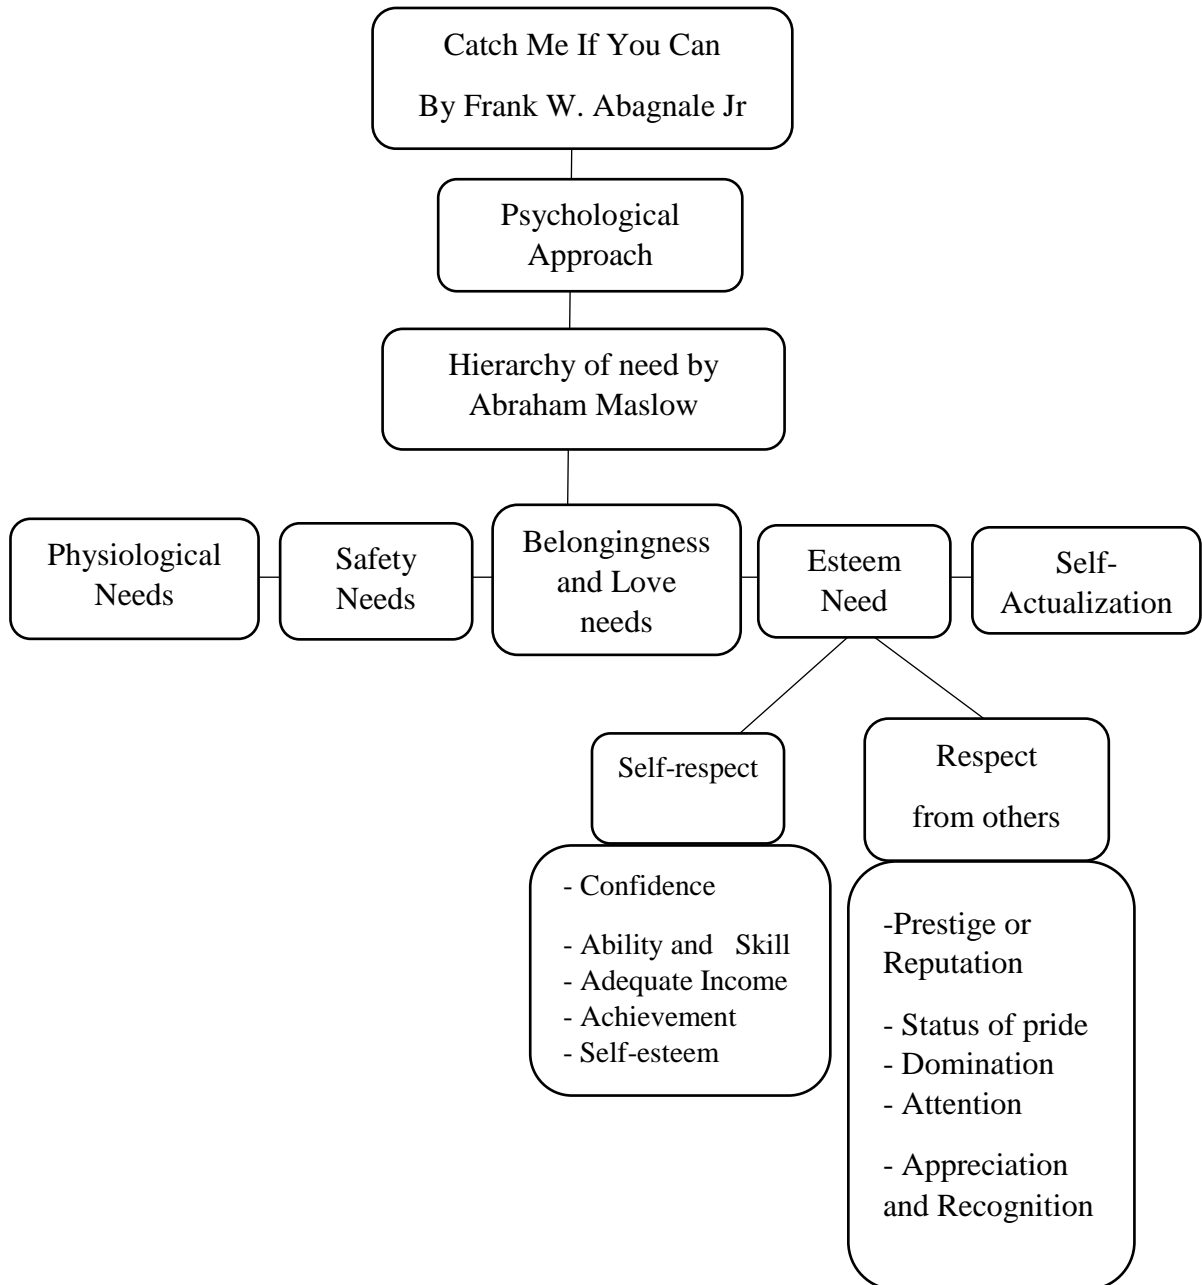 Catch Me If You Can
By Frank W. Abagnale Jr
Psychological
Approach
Hierarchy of need by
Abraham Maslow
Physiological
Needs
Safety
Needs
Belongingness
and Love
needs
Esteem
Need
Self-
Actualization
Self-respect
- Confidence
- Ability and Skill
- Adequate Income
- Achievement
- Self-esteem
Respect
from others
-Prestige or
Reputation
- Status of pride
- Domination
- Attention
- Appreciation
and Recognition